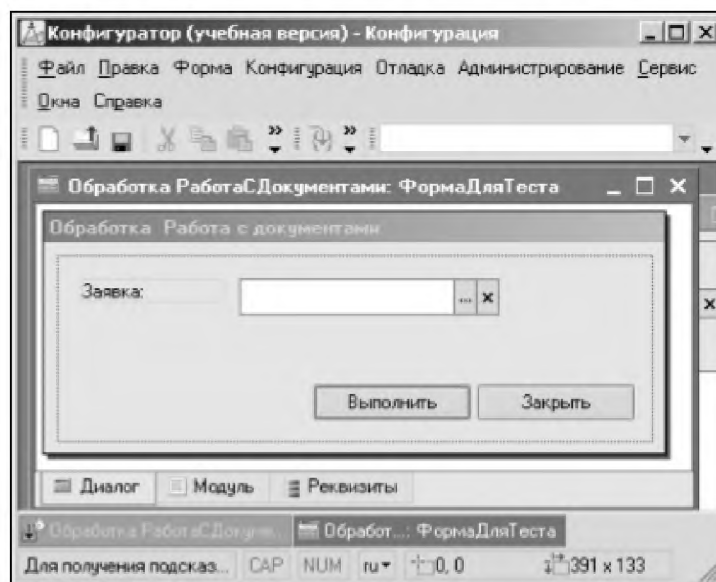 Конфигуратор (учебная версия) - Конфигурация
Файл Правка Форма Конфигурация Отладка Администрирование Сервис
Окна Справка
Обработка РаботаСДокументами: ФормаДляТеста
Обработка Работа с документами
Заявка:
Выполнить Закрыть
Диалог Модуль Реквизиты
Обработка РаботаСДокуме... Обработ...: ФормаДляТеста
Для получения подсказ... CAP NUM ru 0, 0 391 x 133